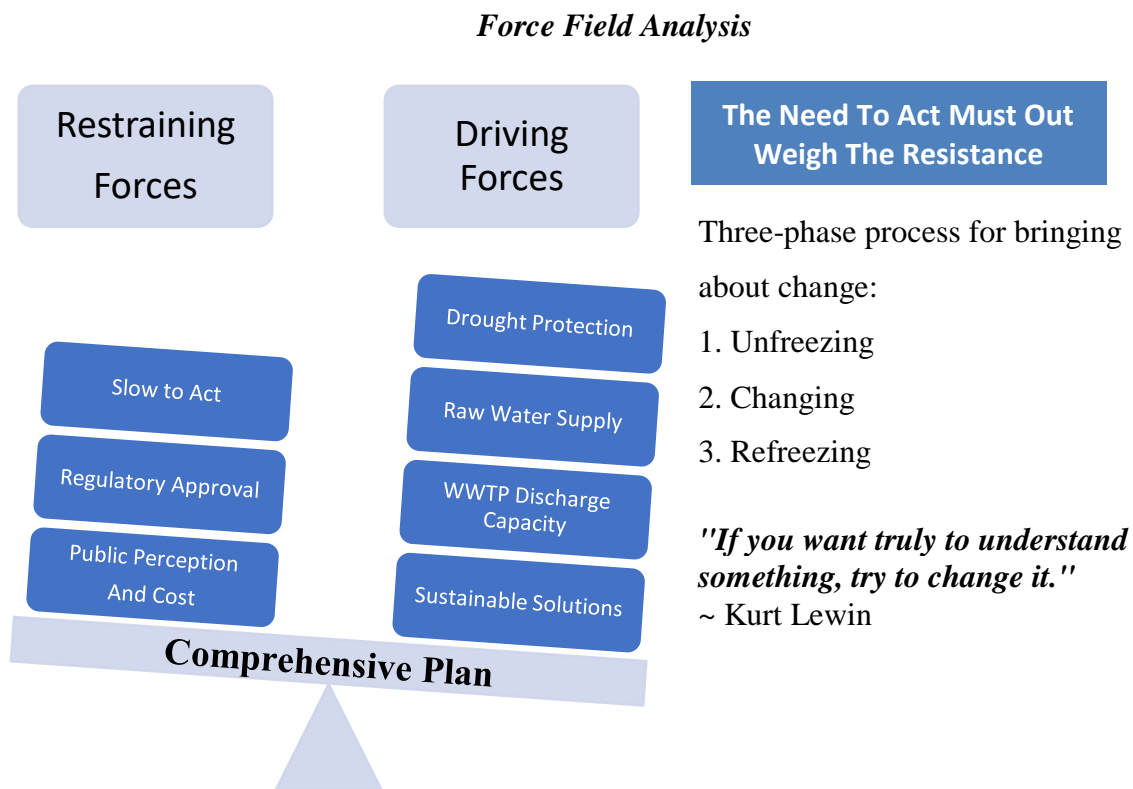 Force Field Analysis
Restraining
Forces
Driving
Forces
Slow to Act
Regulatory Approval
Public Perception
And Cost
Drought Protection
Raw Water Supply
WWTP Discharge
Capacity
Sustainable Solutions
Comprehensive Plan
The Need To Act Must Out
Weigh The Resistance
Three-phase process for bringing
about change:
1. Unfreezing
2. Changing
3. Refreezing
"If you want truly to understand
something, try to change it."
~ Kurt Lewin